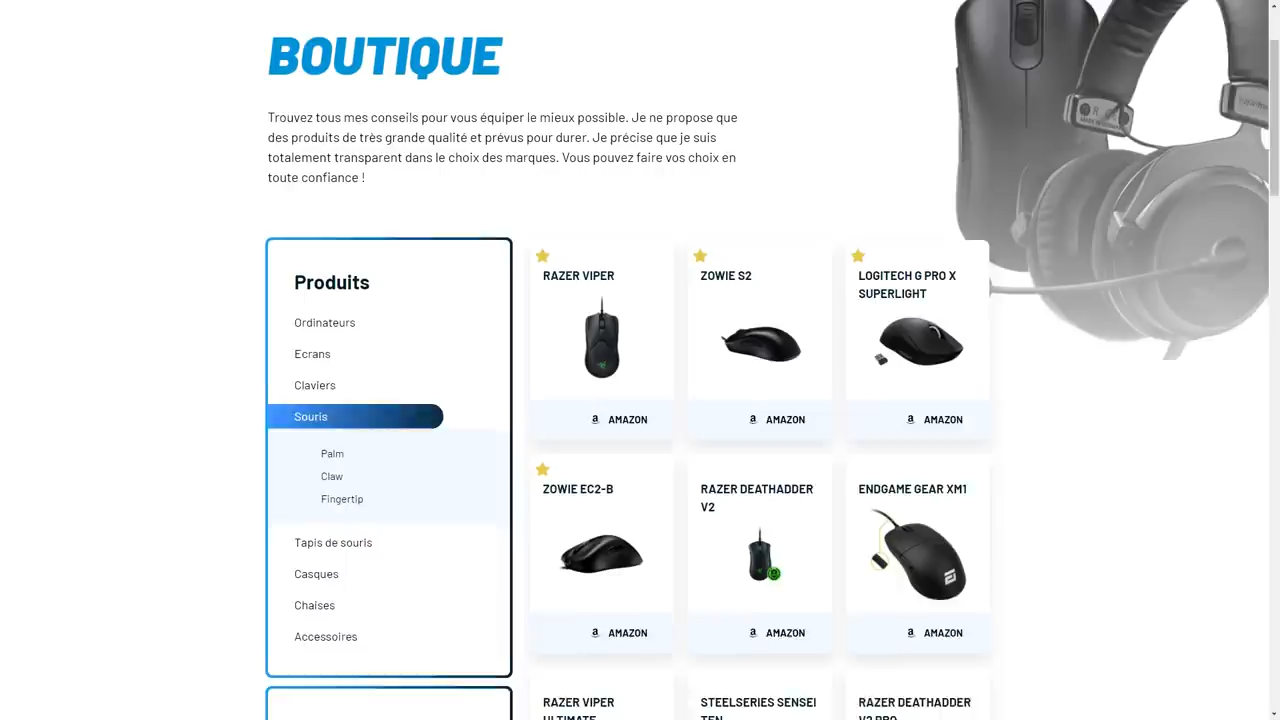 BOUTIQUE
Trouvez tous mes conseils pour vous équiper le mieux possible. Je ne propose que
des produits de très grande qualité et prévus pour durer. Je précise que je suis
totalement transparent dans le choix des marques. Vous pouvez faire vos choix en
toute confiance !
Produits
Ordinateurs
Ecrans
Claviers
Souris
Palm
Claw
Fingertip
Tapis de souris
Casques
Chaises
Accessoires
RAZER VIPER
AMAZON
ZOWIE S2
AMAZON
LOGITECH G PRO X
SUPERLIGHT
AMAZON
ZOWIE EC2-B
AMAZON
RAZER DEATHADDER
V2
AMAZON
ENDGAME GEAR XM1
AMAZON
RAZER VIPER
ULTIMATE
STEELSERIES SENSEI
TEN
RAZER DEATHADDER
V2 PRO